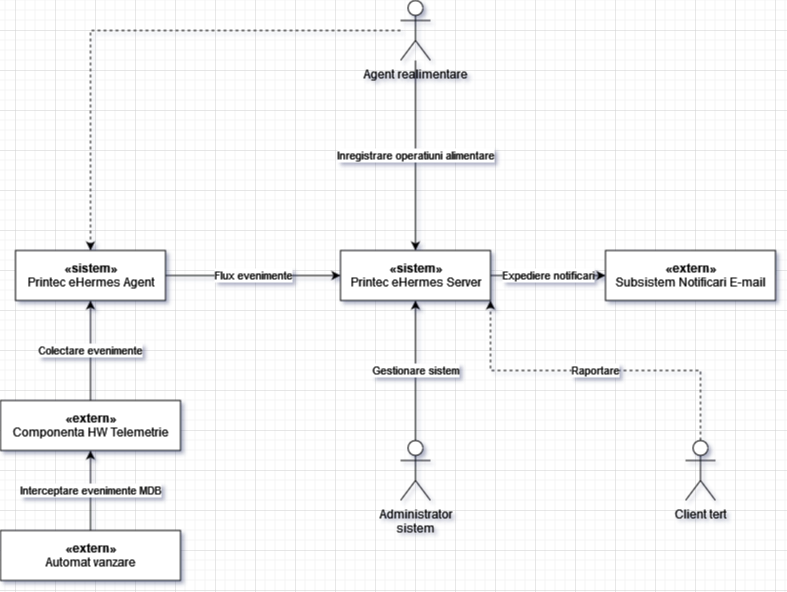 Agent realimentare
Inregistrare operatiuni alimentare
«sistem»
Printec eHermes Agent
Flux evenimente
«sistem»
Printec eHermes Server
Expediere notificari
«extern»
Subsistem Notificari E-mail
Colectare evenimente
Gestionare sistem
Raportare
«extern»
Componenta HW Telemetrie
Interceptare evenimente MDB
Administrator
sistem
Client tert
«extern»
Automat vanzare